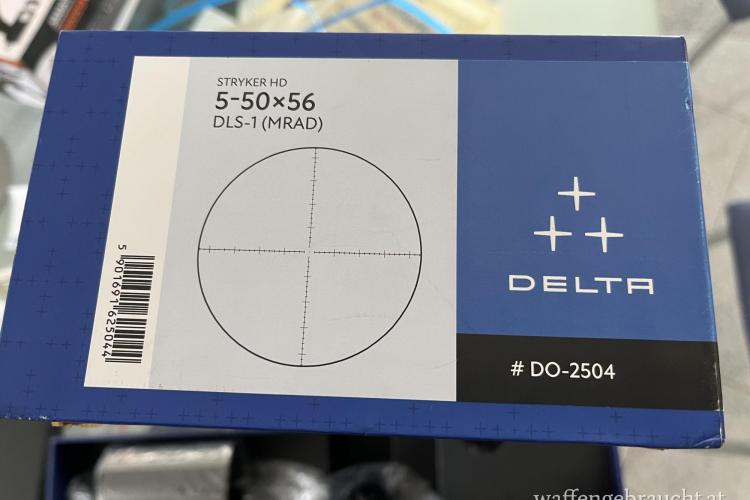 STRYKER HD
5-50×56
DLS-1 (MRAD)
5 901691 625044
DELTA
# DO-2504
waffengebraucht.at